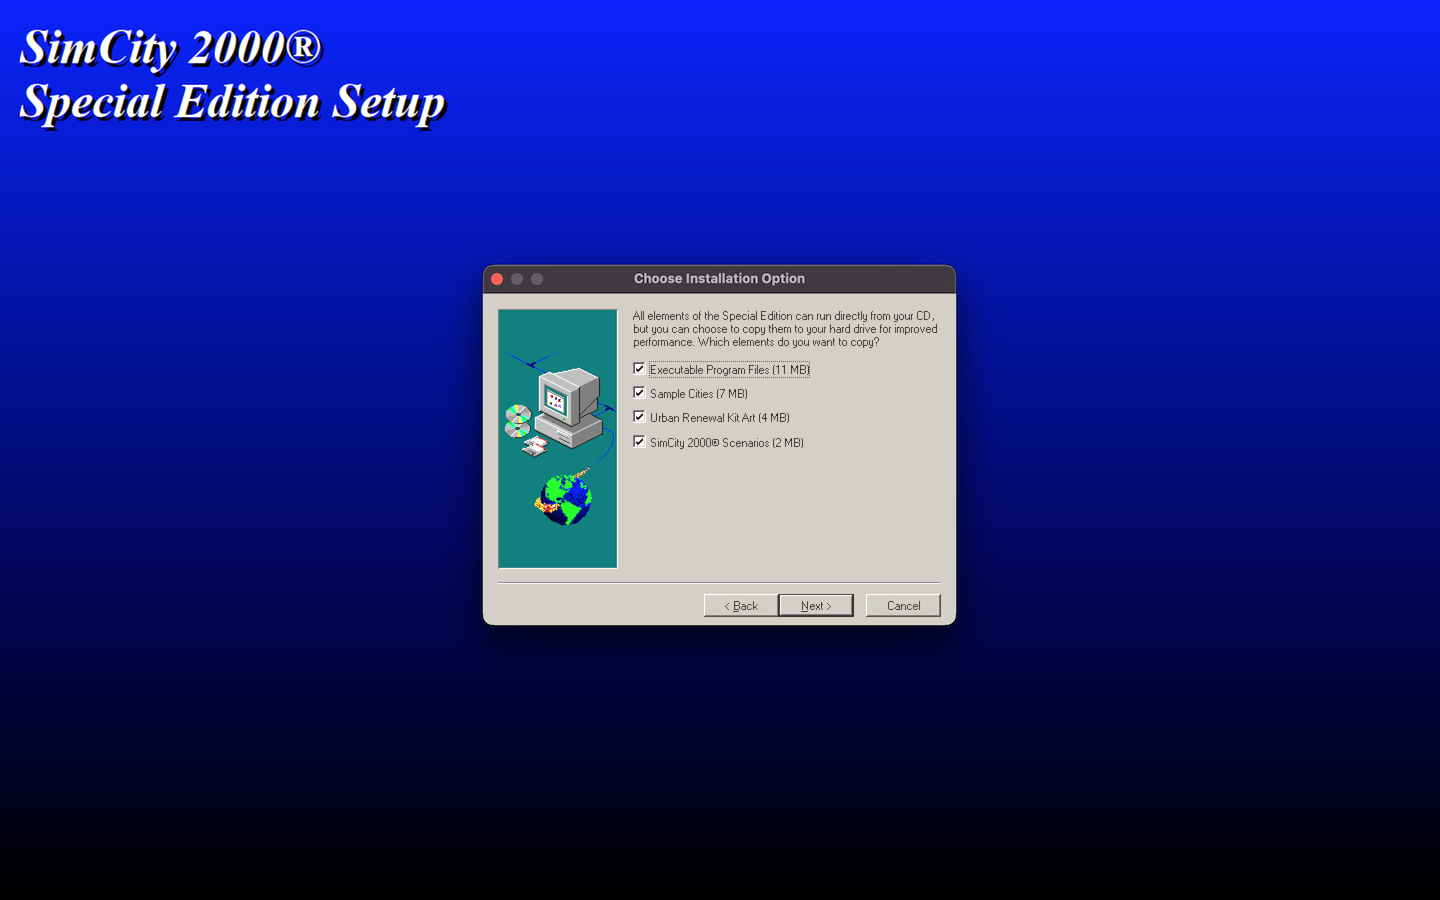 SimCity 2000®
Special Edition Setup
Choose Installation Option
All elements of the Special Edition can run directly from your CD,
but you can choose to copy them to your hard drive for improved
performance. Which elements do you want to copy?
Executable Program Files (11 MB)
Sample Cities (7 MB)
Urban Renewal Kit Art (4 MB)
SimCity 2000® Scenarios (2 MB)
< Back
Next >
Cancel